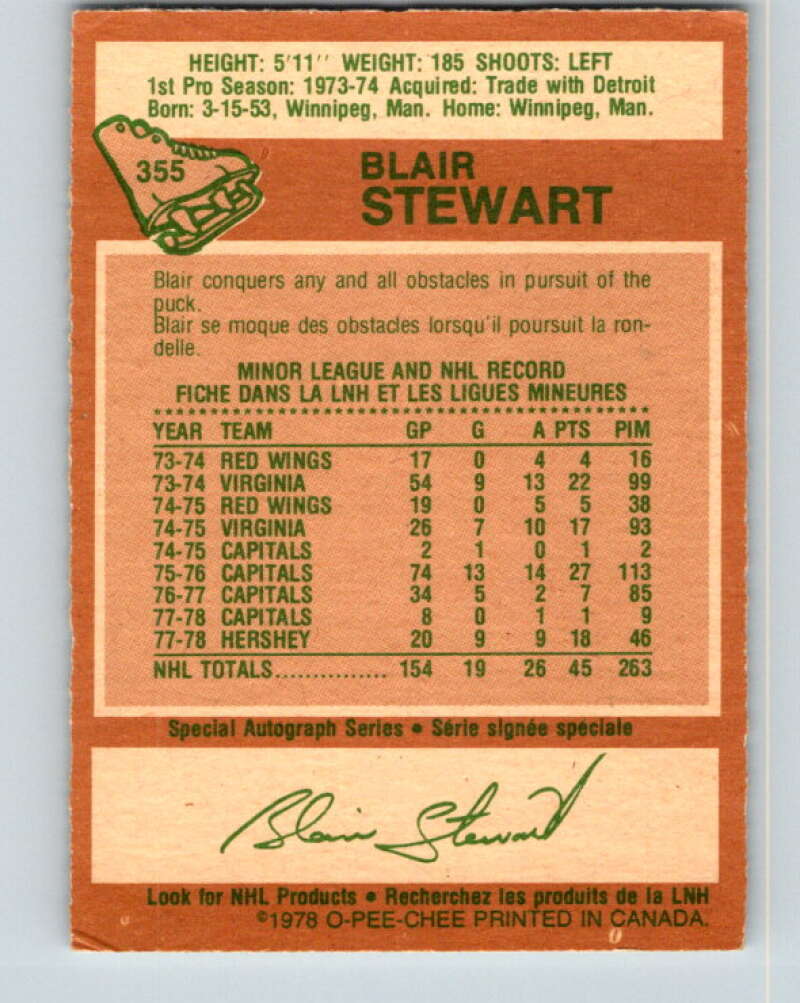 HEIGHT: 5'11" WEIGHT: 185 SHOOTS: LEFT
1st Pro Season: 1973-74 Acquired: Trade with Detroit
Born: 3-15-53, Winnipeg, Man. Home: Winnipeg, Man.
355
BLAIR
STEWART
Blair conquers any and all obstacles in pursuit of the
puck.
Blair se moque des obstacles lorsqu'il poursuit la ron-
delle.
MINOR LEAGUE AND NHL RECORD
FICHE DANS LA LNH ET LES LIGUES MINEURES
YEAR TEAM GP G A PTS PIM
73-74 RED WINGS 17 0 4 4 16
73-74 VIRGINIA 54 9 13 22 99
74-75 RED WINGS 19 0 5 5 38
74-75 VIRGINIA 26 7 10 17 93
74-75 CAPITALS 2 1 0 1 2
75-76 CAPITALS 74 13 14 27 113
76-77 CAPITALS 34 5 2 7 85
77-78 CAPITALS 8 0 1 1 9
77-78 HERSHEY 20 9 9 18 46
NHL TOTALS................ 154 19 26 45 263
Special Autograph Series • Série signée spéciale
Blair Stewart
Look for NHL Products • Recherchez les produits de la LNH
©1978 O-PEE-CHEE PRINTED IN CANADA.